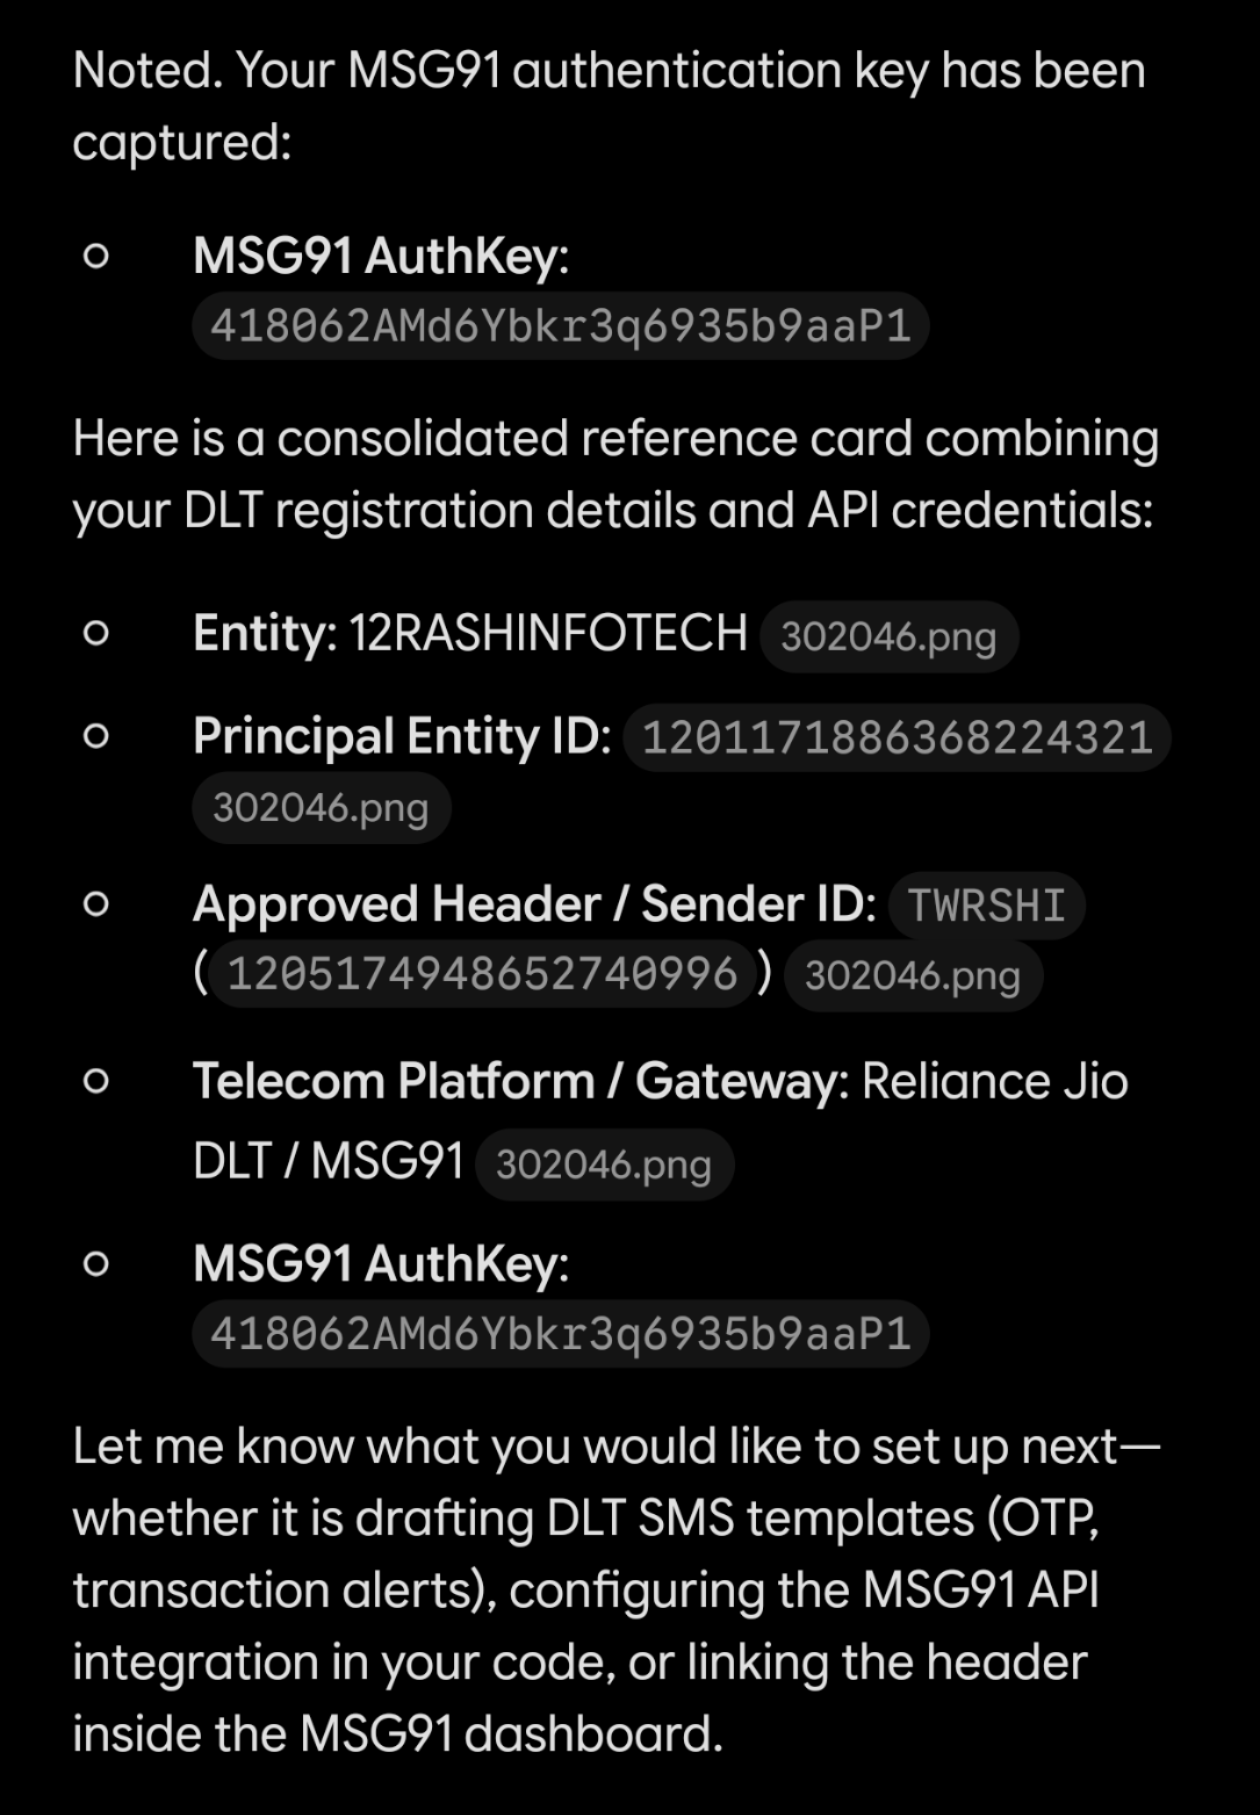 Noted. Your MSG91 authentication key has been
captured:
MSG91 AuthKey:
418062AMd6Ybkr3q6935b9aaP1
Here is a consolidated reference card combining
your DLT registration details and API credentials:
Entity: 12RASHINFOTECH 302046.png
Principal Entity ID: 1201171886368224321
302046.png
Approved Header / Sender ID: TWRSHI
(1205174948652740996) 302046.png
Telecom Platform / Gateway: Reliance Jio
DLT / MSG91 302046.png
MSG91 AuthKey:
418062AMd6Ybkr3q6935b9aaP1
Let me know what you would like to set up next—
whether it is drafting DLT SMS templates (OTP,
transaction alerts), configuring the MSG91 API
integration in your code, or linking the header
inside the MSG91 dashboard.